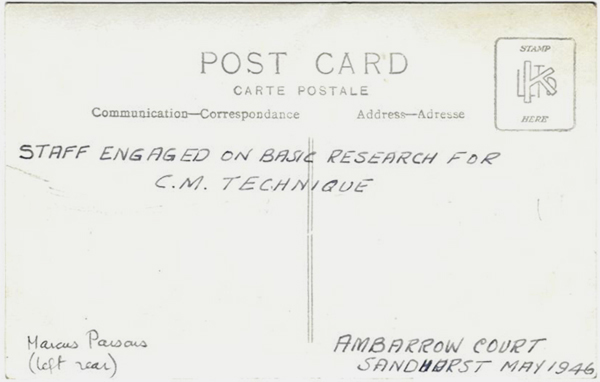 POST CARD
CARTE POSTALE
Communication—Correspondance
Address—Adresse
STAMP
HERE
STAFF ENGAGED ON BASIC RESEARCH FOR
C.M. TECHNIQUE
Marcus Parsons
(left rear)
AMBARROW COURT
SANDHURST MAY 1946